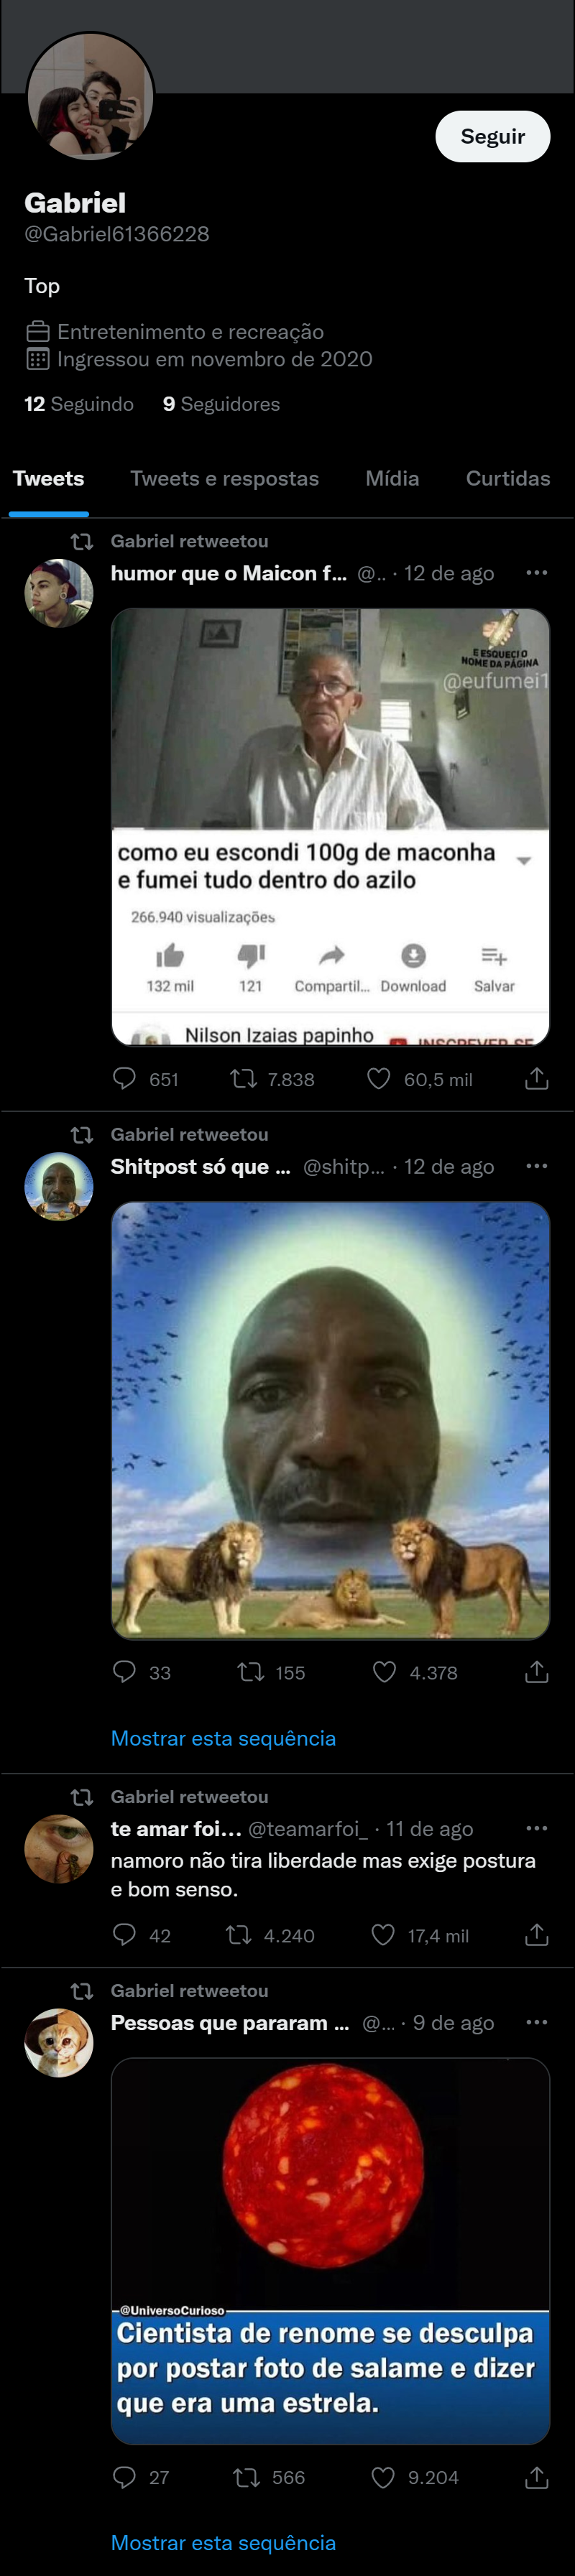 Seguir
Gabriel
@Gabriel61366228
Top
Entretenimento e recreação
Ingressou em novembro de 2020
12 Seguindo 9 Seguidores
Tweets Tweets e respostas Mídia Curtidas
Gabriel retweetou
humor que o Maicon f... @.. · 12 de ago
E ESQUECI O
NOME DA PÁGINA
@eufumei1
como eu escondi 100g de maconha
e fumei tudo dentro do azilo
266.940 visualizações
132 mil 121 Compartil... Download Salvar
Nilson Izaias papinho
INSCREVER-SE
651 7.838 60,5 mil
Gabriel retweetou
Shitpost só que ... @shitp... · 12 de ago
33 155 4.378
Mostrar esta sequência
Gabriel retweetou
te amar foi... @teamarfoi_ · 11 de ago
namoro não tira liberdade mas exige postura
e bom senso.
42 4.240 17,4 mil
Gabriel retweetou
Pessoas que pararam ... @... · 9 de ago
@UniversoCurioso
Cientista de renome se desculpa
por postar foto de salame e dizer
que era uma estrela.
27 566 9.204
Mostrar esta sequência